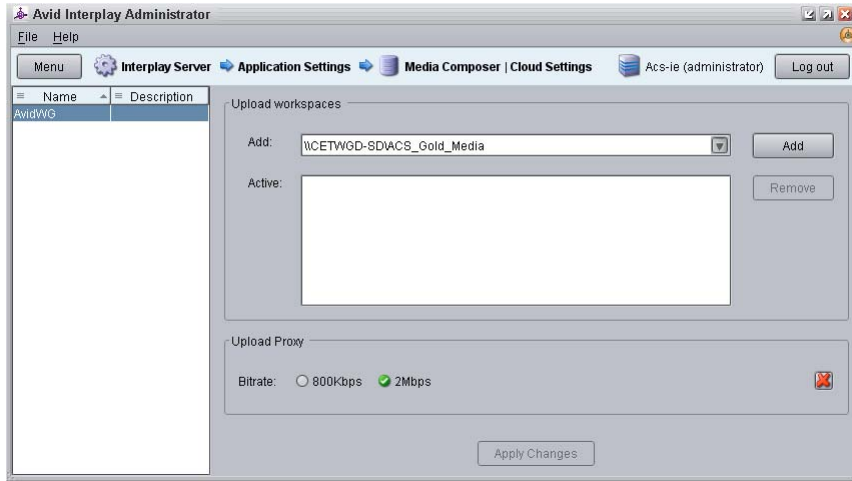 Avid Interplay Administrator
File Help
Menu Interplay Server Application Settings Media Composer | Cloud Settings Acs-ie (administrator) Log out
Name Description
AvidWG
Upload workspaces
Add: \\CETWGD-SD\ACS_Gold_Media Add
Active: Remove
Upload Proxy
Bitrate: 800Kbps 2Mbps
Apply Changes